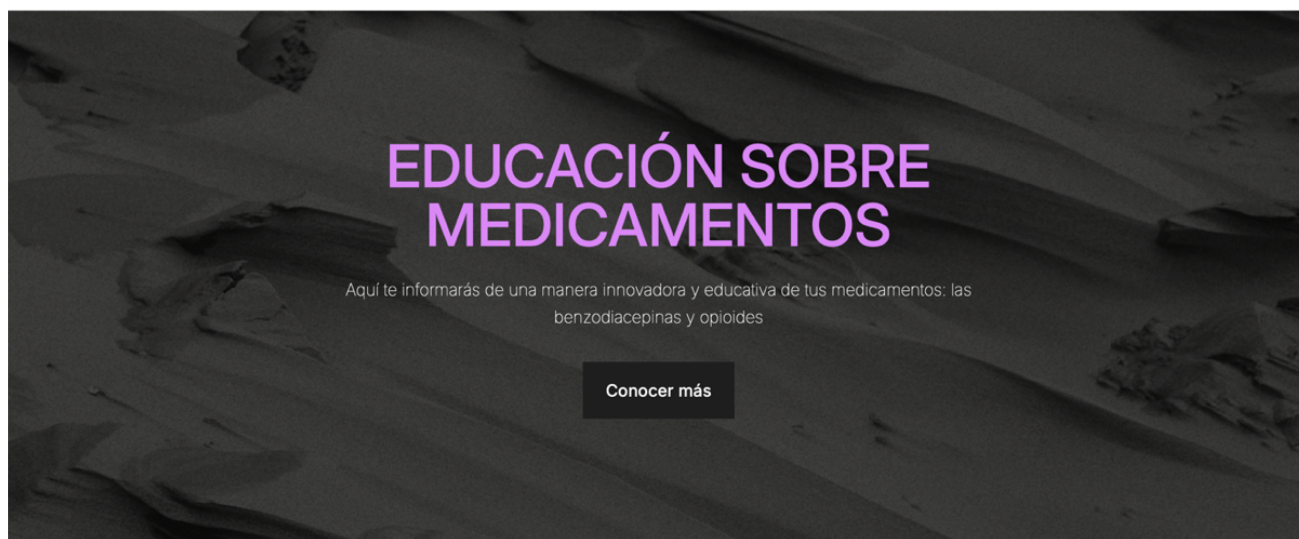 EDUCACIÓN SOBRE
MEDICAMENTOS
Aquí te informarás de una manera innovadora y educativa de tus medicamentos: las
benzodiacepinas y opioides
Conocer más